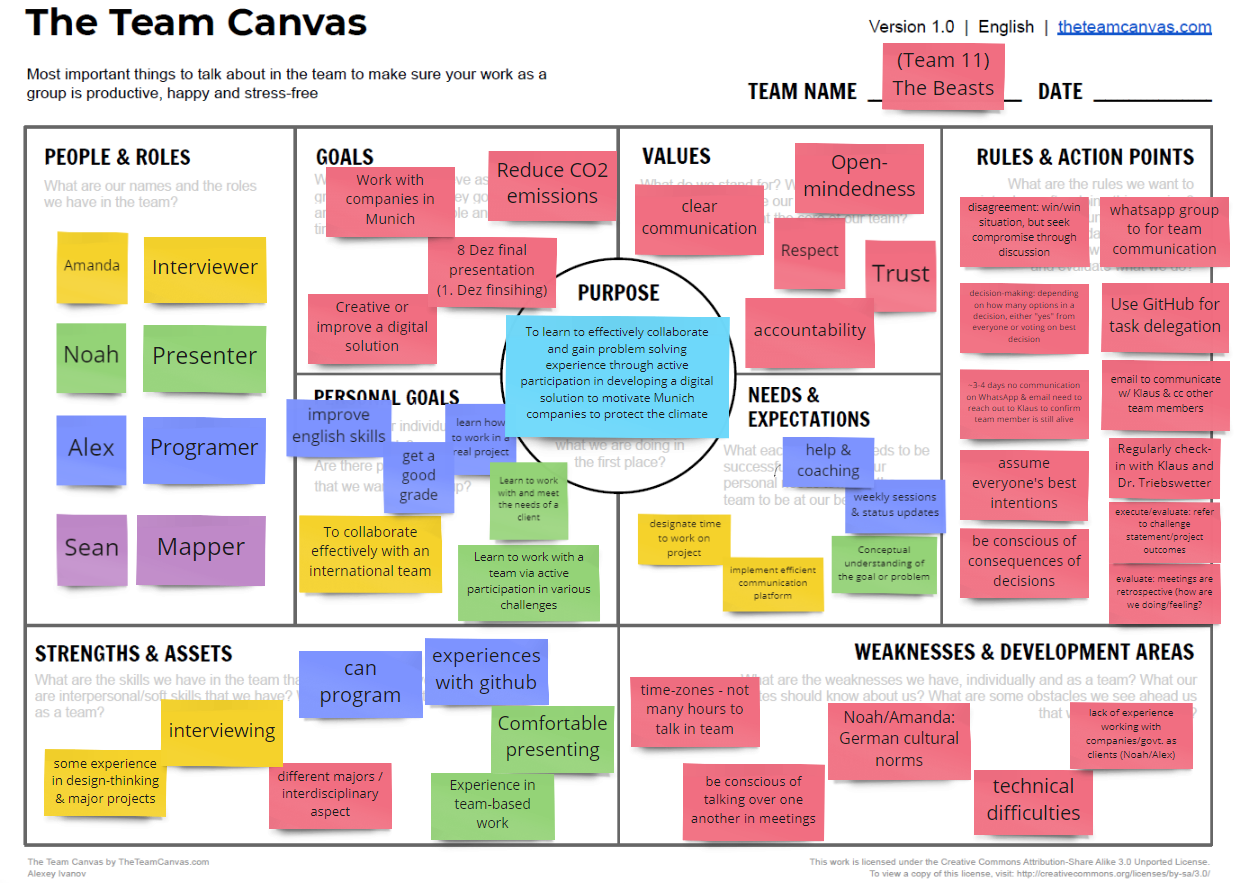 The Team Canvas
Version 1.0 | English | theteamcanvas.com
Most important things to talk about in the team to make sure your work as a
group is productive, happy and stress-free
TEAM NAME
(Team 11)
The Beasts
DATE
PEOPLE & ROLES
What are our names and the roles
we have in the team?
Amanda
Interviewer
Noah
Presenter
Alex
Programer
Sean
Mapper
GOALS
Work with
companies in
Munich
Reduce CO2
emissions
8 Dez final
presentation
(1. Dez finsihing)
Creative or
improve a digital
solution
PURPOSE
To learn to effectively collaborate
and gain problem solving
experience through active
participation in developing a digital
solution to motivate Munich
companies to protect the climate
what we are doing in
the first place?
VALUES
What do we stand for?
our team?
Open-
mindedness
clear
communication
Respect
Trust
accountability
RULES & ACTION POINTS
What are the rules we want to
disagreement: win/win
situation, but seek
compromise through
discussion
whatsapp group
to for team
communication
decision-making: depending
on how many options in a
decision, either "yes" from
everyone or voting on best
decision
Use GitHub for
task delegation
~3-4 days no communication
on WhatsApp & email need to
reach out to Klaus to confirm
team member is still alive
email to communicate
w/ Klaus & cc other
team members
assume
everyone's best
intentions
Regularly check-
in with Klaus and
Dr. Triebswetter
execute/evaluate: refer
to challenge
statement/project
outcomes
be conscious of
consequences of
decisions
evaluate: meetings are
retrospective (how are
we doing/feeling?
PERSONAL GOALS
Are there
that we
improve
english skills
learn how
to work in a
real project
get a
good
grade
Learn to work
with and meet
the needs of a
client
To collaborate
effectively with an
international team
Learn to work with a
team via active
participation in various
challenges
NEEDS &
EXPECTATIONS
What
needs to be
personal
team to be at our
help &
coaching
weekly sessions
& status updates
designate time
to work on
project
implement efficient
communication
platform
Conceptual
understanding of
the goal or problem
STRENGTHS & ASSETS
What are the skills we have in the team
are interpersonal/soft skills that we have?
as a team?
can
program
experiences
with github
interviewing
Comfortable
presenting
some experience
in design-thinking
& major projects
different majors /
interdisciplinary
aspect
Experience in
team-based
work
WEAKNESSES & DEVELOPMENT AREAS
What are the weaknesses we have, individually and as a team? What our
should know about us? What are some obstacles we see ahead us
time-zones - not
many hours to
talk in team
Noah/Amanda:
German cultural
norms
lack of experience
working with
companies/govt. as
clients (Noah/Alex)
be conscious of
talking over one
another in meetings
technical
difficulties
The Team Canvas by TheTeamCanvas.com
Alexey Ivanov
This work is licensed under the Creative Commons Attribution-Share Alike 3.0 Unported License.
To view a copy of this license, visit: http://creativecommons.org/licenses/by-sa/3.0/